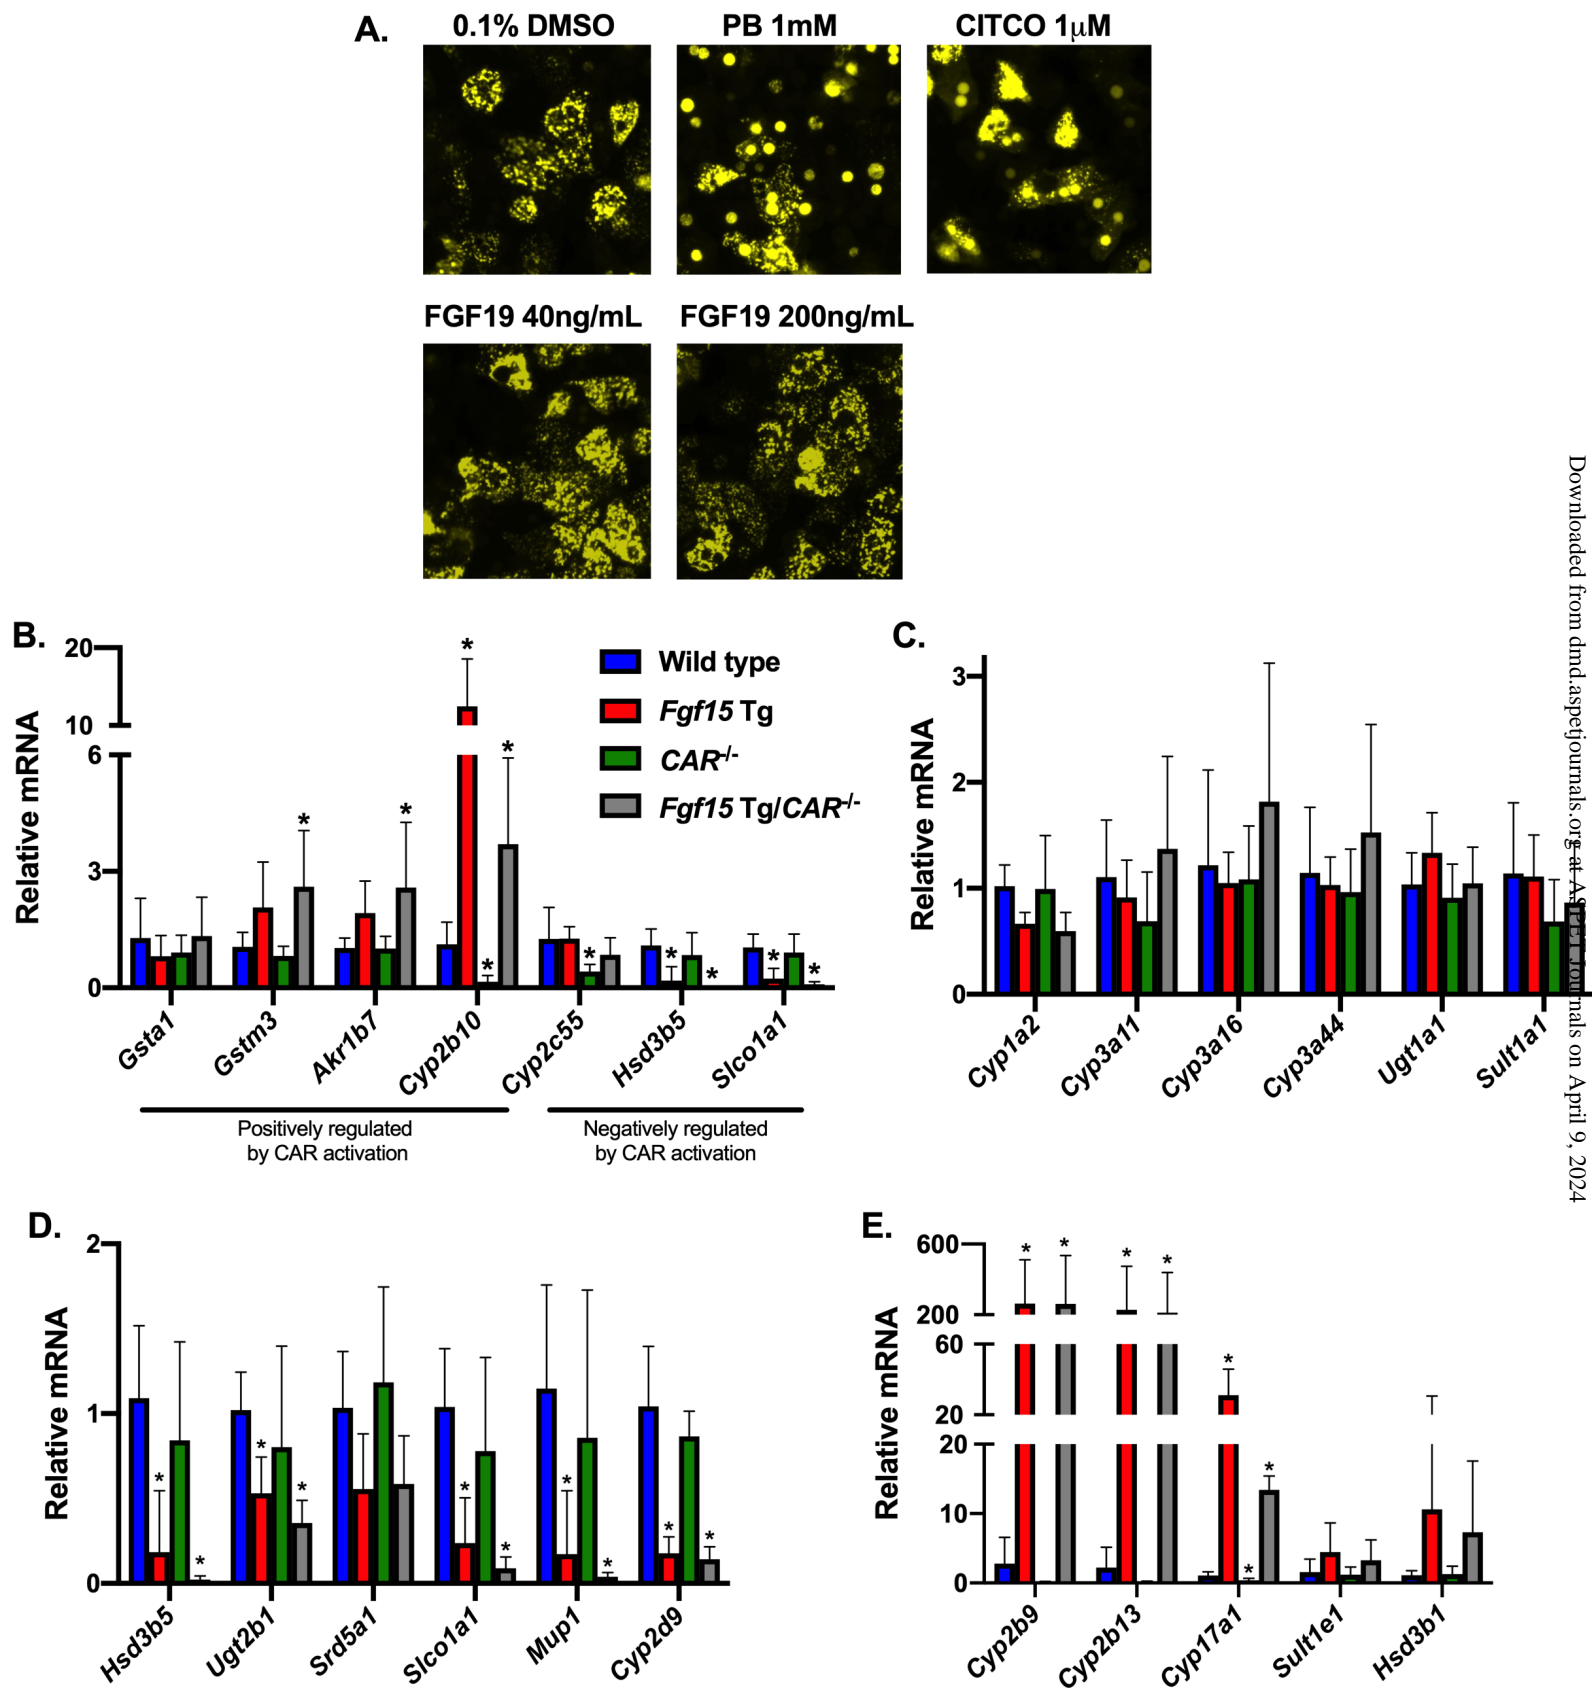 A.
0.1% DMSO
PB 1mM
CITCO 1μM
FGF19 40ng/mL
FGF19 200ng/mL
B.
Relative mRNA
20
10
6
3
0
*
*
*
*
*
*
*
*
*
*
Wild type
Fgf15 Tg
CAR-/-
Fgf15 Tg/CAR-/-
Gsta1
Gstm3
Akr1b7
Cyp2b10
Cyp2c55
Hsd3b5
Slco1a1
Positively regulated
by CAR activation
Negatively regulated
by CAR activation
C.
Relative mRNA
3
2
1
0
Cyp1a2
Cyp3a11
Cyp3a16
Cyp3a44
Ugt1a1
Sult1a1
Downloaded from dmd.aspetjournals.org at ASPET Journals on April 9, 2024
D.
Relative mRNA
2
1
0
*
*
*
*
*
*
*
*
*
*
Hsd3b5
Ugt2b1
Srd5a1
Slco1a1
Mup1
Cyp2d9
E.
Relative mRNA
600
200
60
20
20
10
0
*
*
*
*
*
*
*
Cyp2b9
Cyp2b13
Cyp17a1
Sult1e1
Hsd3b1